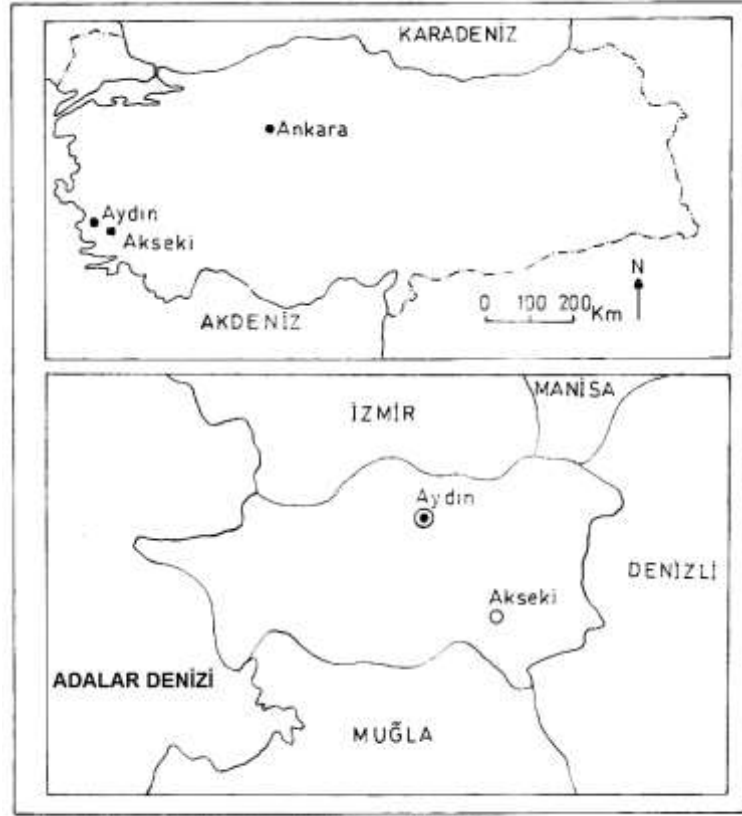 KARADENİZ
Ankara
Aydın
Akseki
N
0 100 200 Km
AKDENİZ
MANİSA
İZMİR
Aydın
DENİZLİ
Akseki
ADALAR DENİZİ
MUĞLA